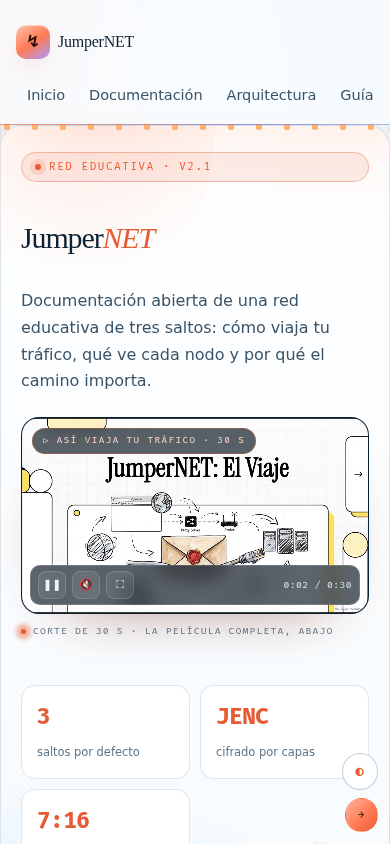 JumperNET
Inicio Documentación Arquitectura Guía
RED EDUCATIVA · V2.1
JumperNET
Documentación abierta de una red
educativa de tres saltos: cómo viaja tu
tráfico, qué ve cada nodo y por qué el
camino importa.
▷ ASÍ VIAJA TU TRÁFICO · 30 S
JumperNET: El Viaje
0:02 / 0:30
CORTE DE 30 S · LA PELÍCULA COMPLETA, ABAJO
3
saltos por defecto
JENC
cifrado por capas
7:16